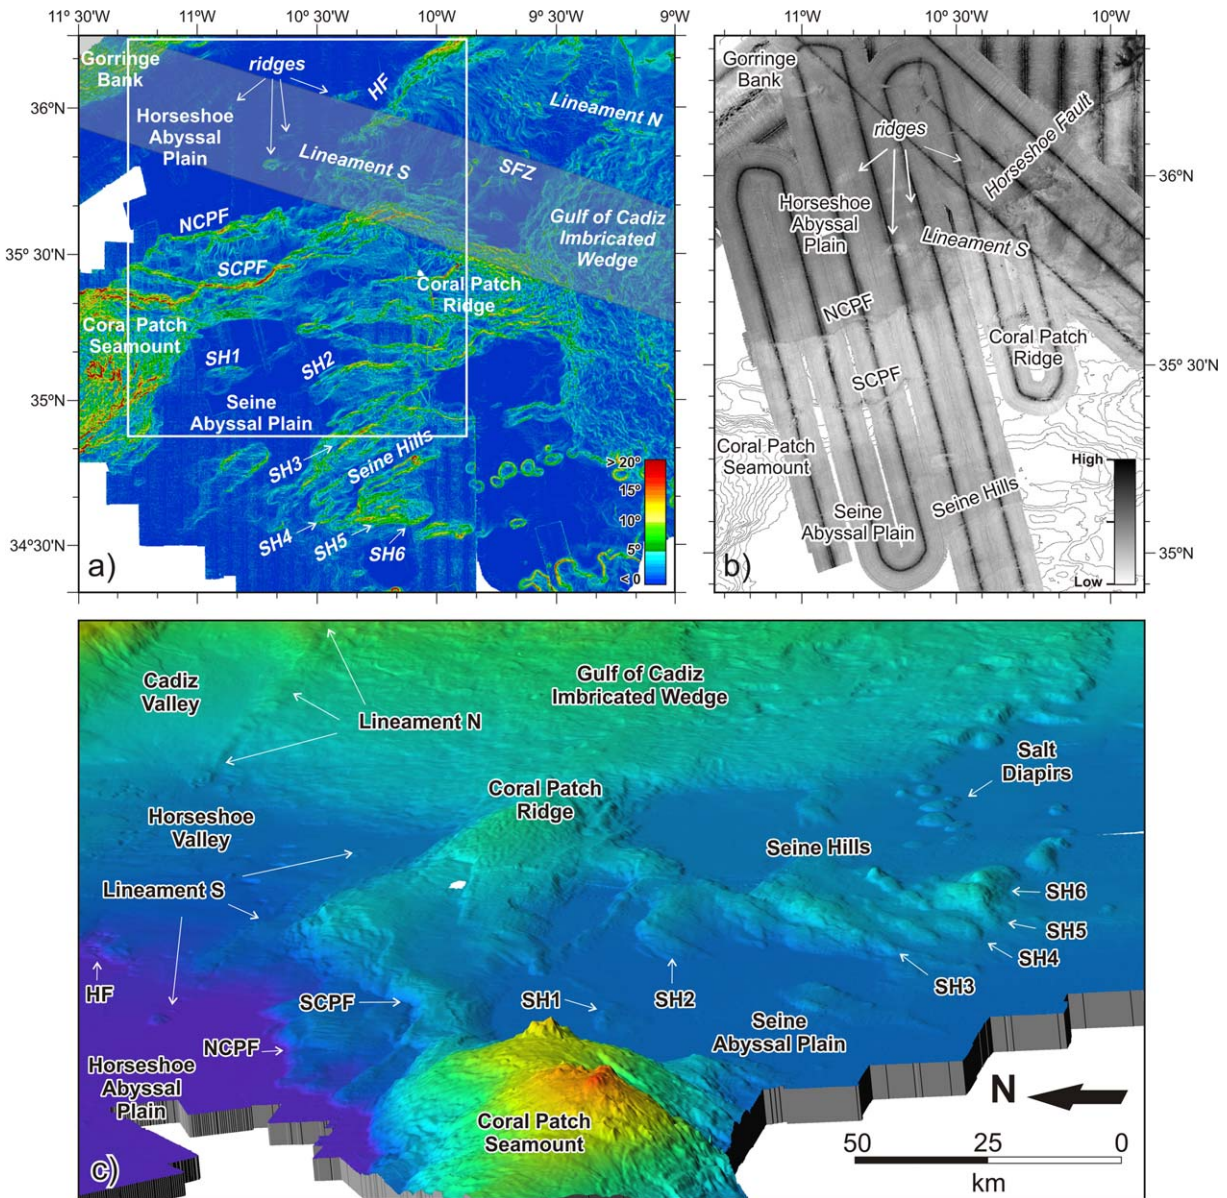 11° 30'W
11°W
10° 30'W
10°W
9° 30'W
9°W
11°W
10° 30'W
10°W
36°N
35° 30'N
35°N
34°30'N
Gorringe
Bank
ridges
HF
Lineament N
Horseshoe
Abyssal
Plain
Lineament S
SFZ
NCPF
Gulf of Cadiz
Imbricated
Wedge
SCPF
Coral Patch
Ridge
Coral Patch
Seamount
SH1
SH2
Seine
Abyssal Plain
SH3
Seine Hills
SH4
SH5
SH6
> 20º
15º
10º
5º
< 0
a)
Gorringe
Bank
ridges
Horseshoe Fault
Horseshoe
Abyssal
Plain
Lineament S
NCPF
Coral Patch
Ridge
SCPF
Coral Patch
Seamount
Seine
Abyssal Plain
Seine Hills
High
Low
b)
36°N
35° 30'N
35°N
Cadiz
Valley
Gulf of Cadiz
Imbricated Wedge
Lineament N
Salt
Diapirs
Coral Patch
Ridge
Horseshoe
Valley
Seine Hills
Lineament S
SH6
SH5
SH4
SH3
HF
SCPF
SH1
SH2
NCPF
Seine
Abyssal Plain
Horseshoe
Abyssal
Plain
Coral Patch
Seamount
N
50
25
0
km
c)